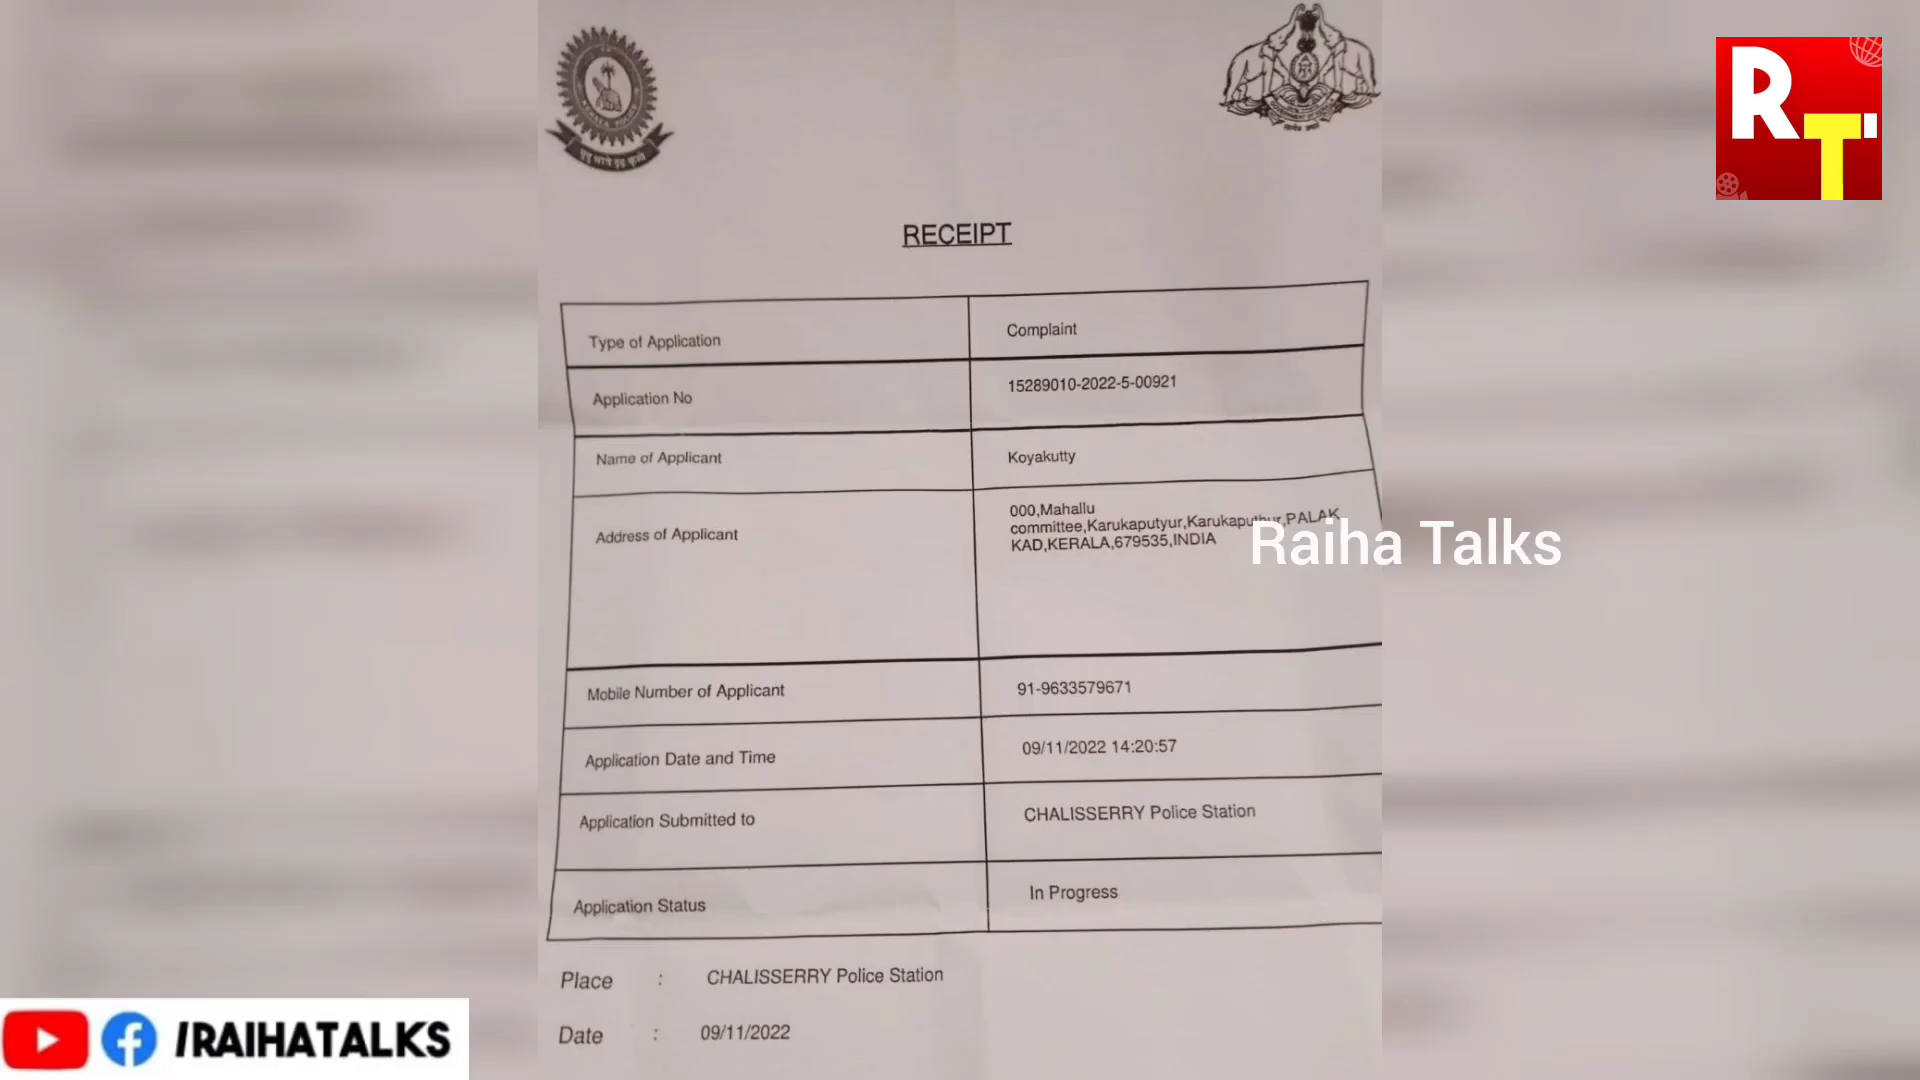 RT
RECEIPT
Type of Application
Complaint
Application No
15289010-2022-5-00921
Name of Applicant
Koyakutty
Address of Applicant
000,Mahallu
committee,Karukaputyur,Karukaputhur,PALAK
KAD,KERALA,679535,INDIA
Raiha Talks
Mobile Number of Applicant
91-9633579671
Application Date and Time
09/11/2022 14:20:57
Application Submitted to
CHALISSERRY Police Station
Application Status
In Progress
Place : CHALISSERRY Police Station
Date : 09/11/2022
/RAIHATALKS